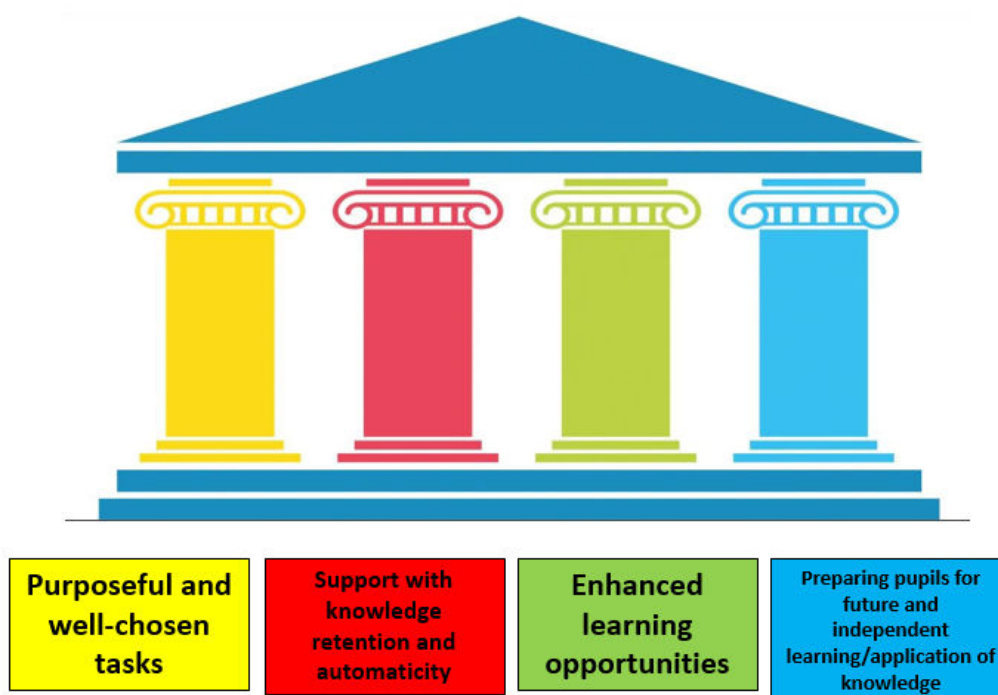 Purposeful and
well-chosen
tasks
Support with
knowledge
retention and
automaticity
Enhanced
learning
opportunities
Preparing pupils for
future and
independent
learning/application of
knowledge